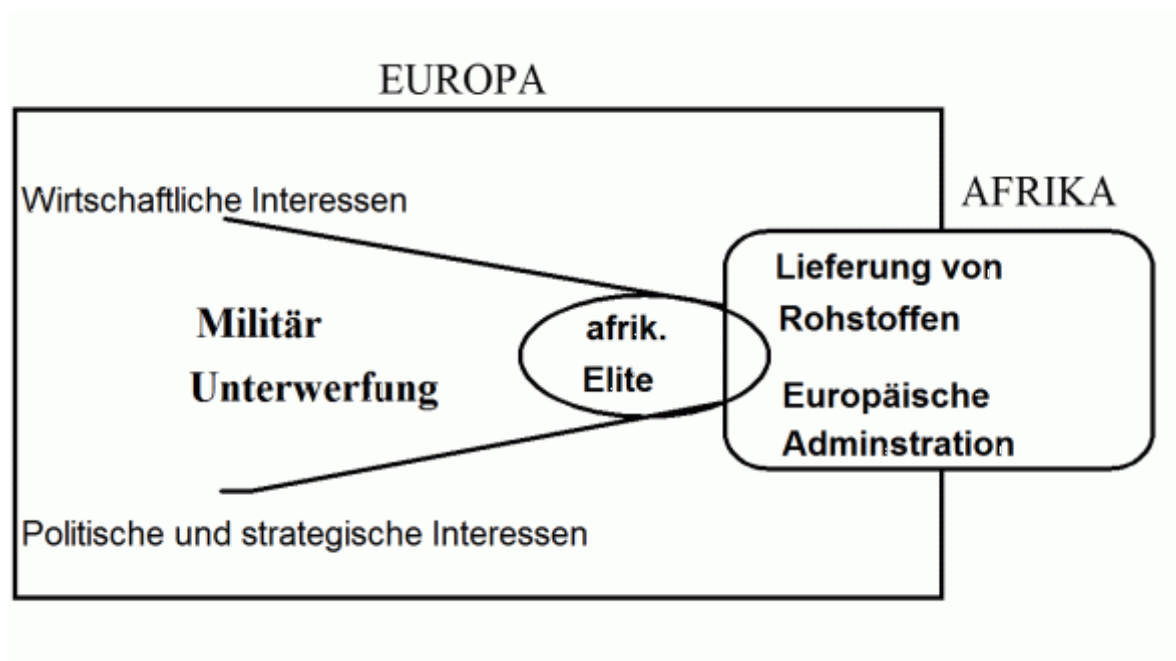 EUROPA
AFRIKA
Wirtschaftliche Interessen
Militär
Unterwerfung
afrik.
Elite
Lieferung von
Rohstoffen
Europäische
Adminstration
Politische und strategische Interessen